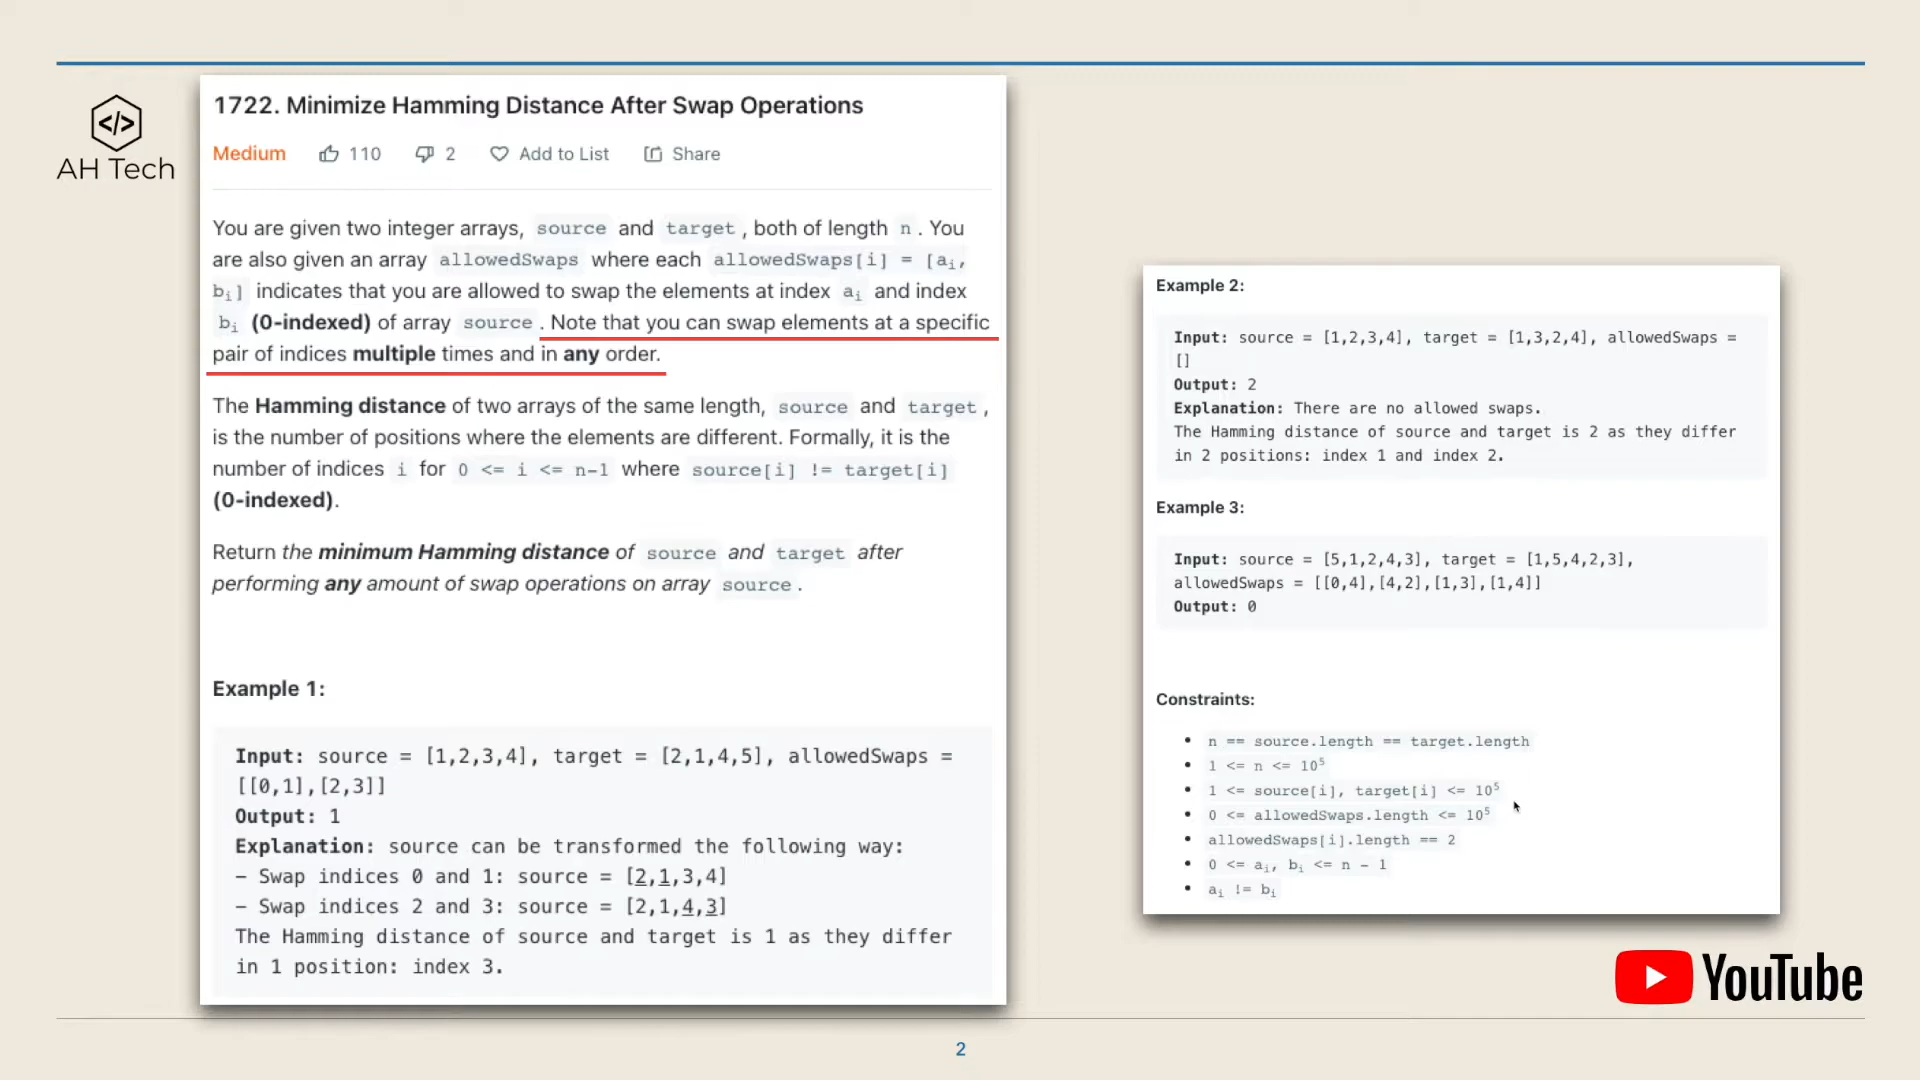 </>
AH Tech
1722. Minimize Hamming Distance After Swap Operations
Medium 110 2 Add to List Share
You are given two integer arrays, source and target , both of length n . You
are also given an array allowedSwaps where each allowedSwaps[i] = [aᵢ,
bᵢ] indicates that you are allowed to swap the elements at index aᵢ and index
bᵢ (0-indexed) of array source . Note that you can swap elements at a specific
pair of indices multiple times and in any order.
The Hamming distance of two arrays of the same length, source and target ,
is the number of positions where the elements are different. Formally, it is the
number of indices i for 0 <= i <= n-1 where source[i] != target[i]
(0-indexed).
Return the minimum Hamming distance of source and target after
performing any amount of swap operations on array source .
Example 1:
Input: source = [1,2,3,4], target = [2,1,4,5], allowedSwaps =
[[0,1],[2,3]]
Output: 1
Explanation: source can be transformed the following way:
- Swap indices 0 and 1: source = [2,1,3,4]
- Swap indices 2 and 3: source = [2,1,4,3]
The Hamming distance of source and target is 1 as they differ
in 1 position: index 3.
Example 2:
Input: source = [1,2,3,4], target = [1,3,2,4], allowedSwaps =
[]
Output: 2
Explanation: There are no allowed swaps.
The Hamming distance of source and target is 2 as they differ
in 2 positions: index 1 and index 2.
Example 3:
Input: source = [5,1,2,4,3], target = [1,5,4,2,3],
allowedSwaps = [[0,4],[4,2],[1,3],[1,4]]
Output: 0
Constraints:
• n == source.length == target.length
• 1 <= n <= 10⁵
• 1 <= source[i], target[i] <= 10⁵
• 0 <= allowedSwaps.length <= 10⁵
• allowedSwaps[i].length == 2
• 0 <= aᵢ, bᵢ <= n - 1
• aᵢ != bᵢ
YouTube
2